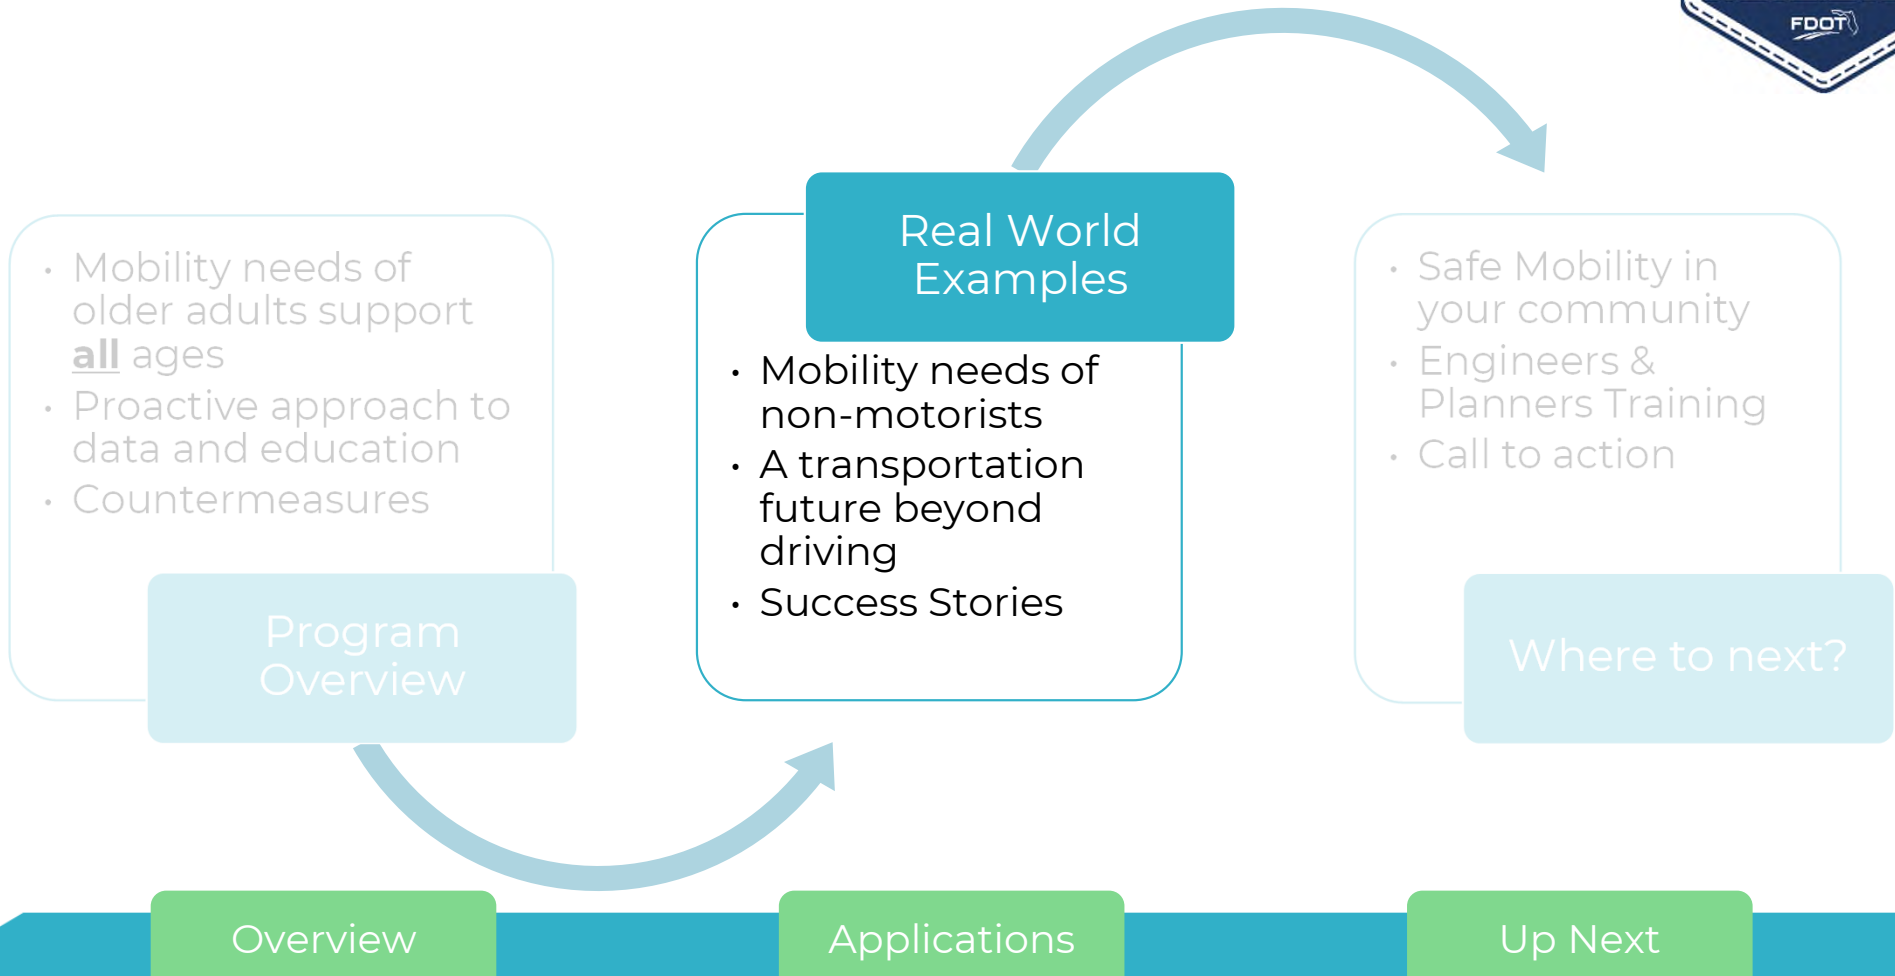 FDOT
• Mobility needs of
older adults support
all ages
• Proactive approach to
data and education
• Countermeasures
Program
Overview
Real World
Examples
• Mobility needs of
non-motorists
• A transportation
future beyond
driving
• Success Stories
• Safe Mobility in
your community
• Engineers &
Planners Training
• Call to action
Where to next?
Overview
Applications
Up Next